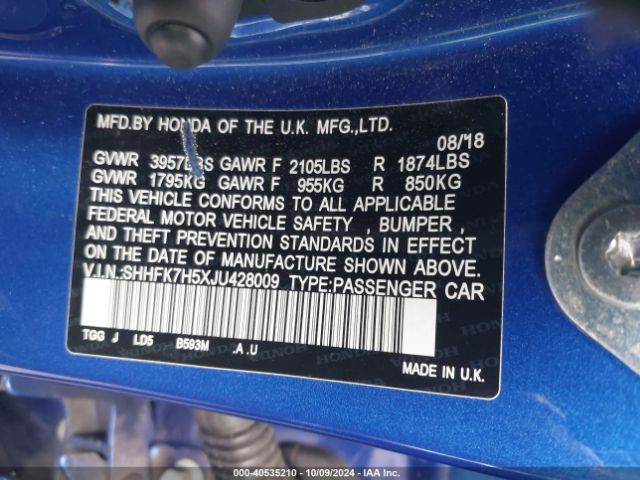 MFD.BY HONDA OF THE U.K. MFG.,LTD.
08/18
GVWR 3957LBS GAWR F 2105LBS R 1874LBS
GVWR 1795KG GAWR F 955KG R 850KG
THIS VEHICLE CONFORMS TO ALL APPLICABLE
FEDERAL MOTOR VEHICLE SAFETY , BUMPER ,
AND THEFT PREVENTION STANDARDS IN EFFECT
ON THE DATE OF MANUFACTURE SHOWN ABOVE.
V.I.N.:SHHFK7H5XJU428009 TYPE:PASSENGER CAR
TGG J LD5 B593M .A .U
MADE IN U.K.
000-40535210 - 10/09/2024 - IAA Inc.